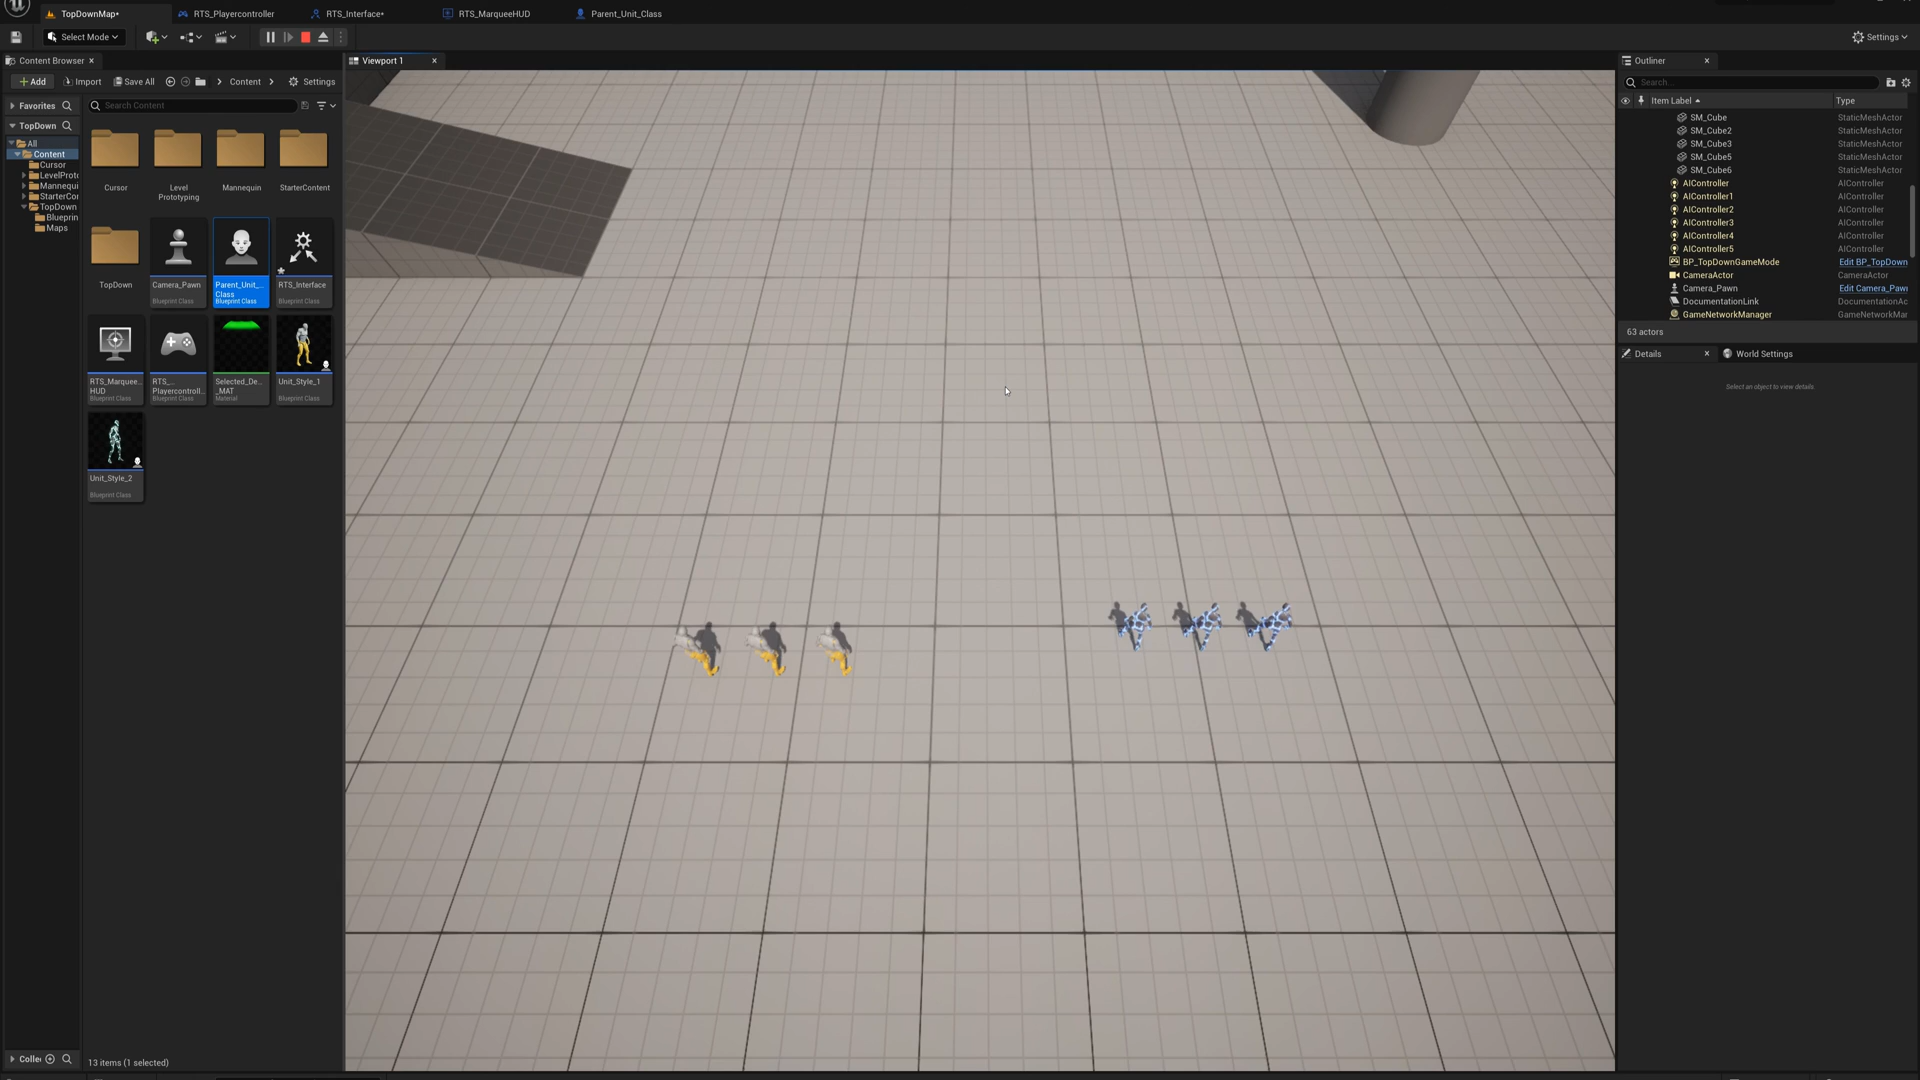 TopDownMap•
RTS_Playercontroller
RTS_Interface•
RTS_MarqueeHUD
Parent_Unit_Class
Select Mode
Settings
Content Browser
Viewport 1
Outliner
Add
Import
Save All
Content
Settings
Search...
Favorites
Search Content
Item Label
Type
TopDown
All
Content
Cursor
LevelProto
Mannequi
StarterCor
TopDown
Blueprin
Maps
Cursor
Level
Prototyping
Mannequin
StarterContent
TopDown
Camera_Pawn
Blueprint Class
Parent_Unit_...
Class
Blueprint Class
RTS_Interface
Blueprint Class
RTS_Marquee...
HUD
Blueprint Class
RTS_...
Playercontroll...
Blueprint Class
Selected_De...
_MAT
Material
Unit_Style_1
Blueprint Class
Unit_Style_2
Blueprint Class
SM_Cube StaticMeshActor
SM_Cube2 StaticMeshActor
SM_Cube3 StaticMeshActor
SM_Cube5 StaticMeshActor
SM_Cube6 StaticMeshActor
AIController AIController
AIController1 AIController
AIController2 AIController
AIController3 AIController
AIController4 AIController
AIController5 AIController
BP_TopDownGameMode Edit BP_TopDown
CameraActor CameraActor
Camera_Pawn Edit Camera_Paw
DocumentationLink DocumentationAc
GameNetworkManager GameNetworkMar
63 actors
Details
World Settings
Select an object to view details.
Collec
13 items (1 selected)